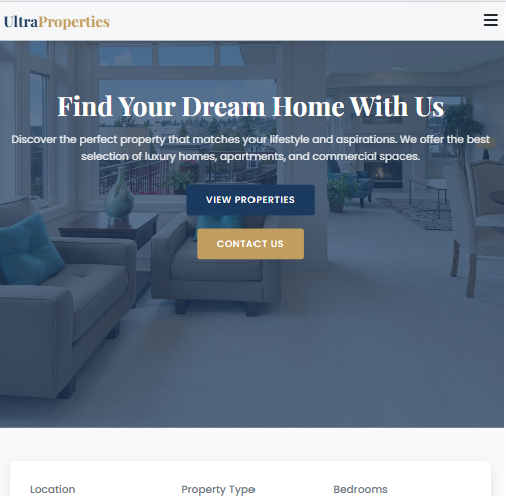 UltraProperties
Find Your Dream Home With Us
Discover the perfect property that matches your lifestyle and aspirations. We offer the best
selection of luxury homes, apartments, and commercial spaces.
VIEW PROPERTIES
CONTACT US
Location Property Type Bedrooms